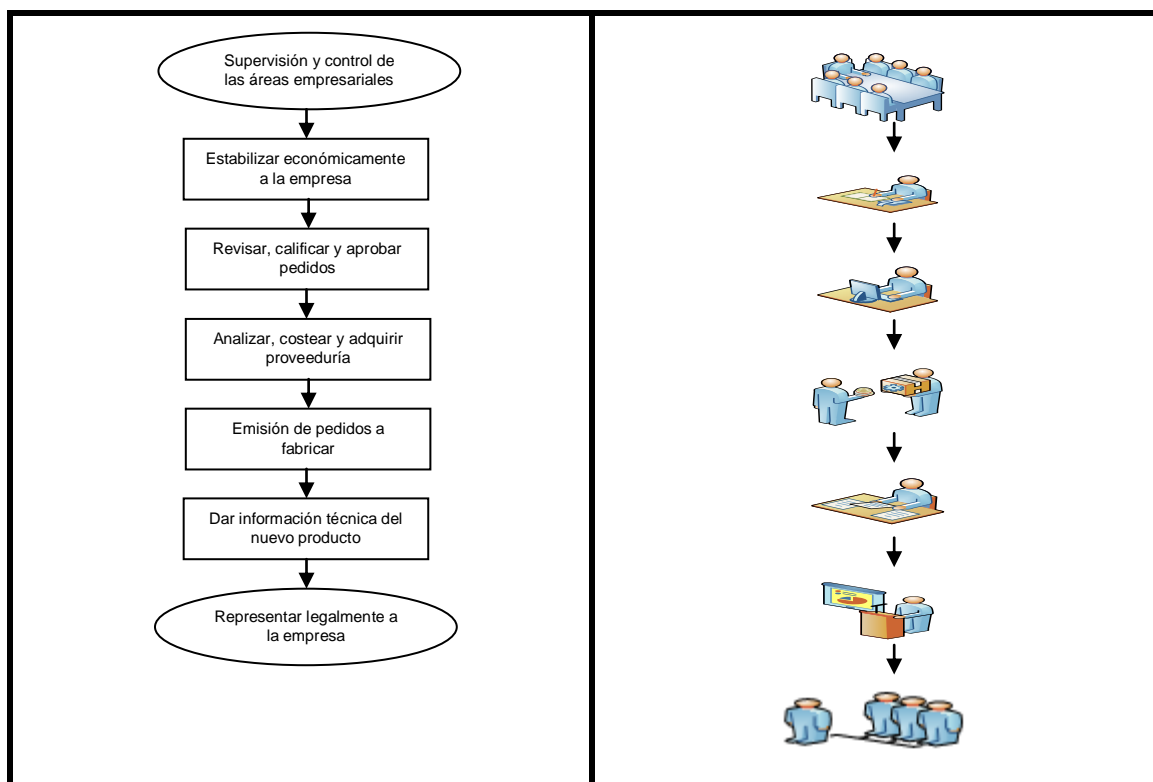 Supervisión y control de
las áreas empresariales
Estabilizar económicamente
a la empresa
Revisar, calificar y aprobar
pedidos
Analizar, costear y adquirir
proveeduría
Emisión de pedidos a
fabricar
Dar información técnica del
nuevo producto
Representar legalmente a
la empresa